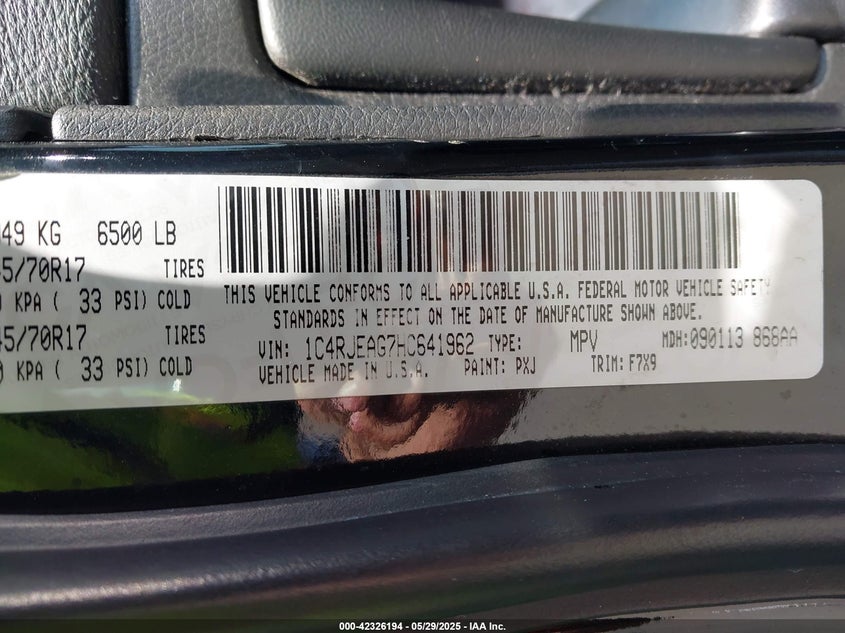 49 KG 6500 LB
5/70R17 TIRES
KPA ( 33 PSI) COLD
5/70R17 TIRES
KPA ( 33 PSI) COLD
THIS VEHICLE CONFORMS TO ALL APPLICABLE U.S.A. FEDERAL MOTOR VEHICLE SAFETY
STANDARDS IN EFFECT ON THE DATE OF MANUFACTURE SHOWN ABOVE.
VIN: 1C4RJEAG7HC641962 TYPE: MPV MDH:090113 866AA
VEHICLE MADE IN U.S.A. PAINT: PXJ TRIM: F7X9
000-42326194 - 05/29/2025 - IAA Inc.